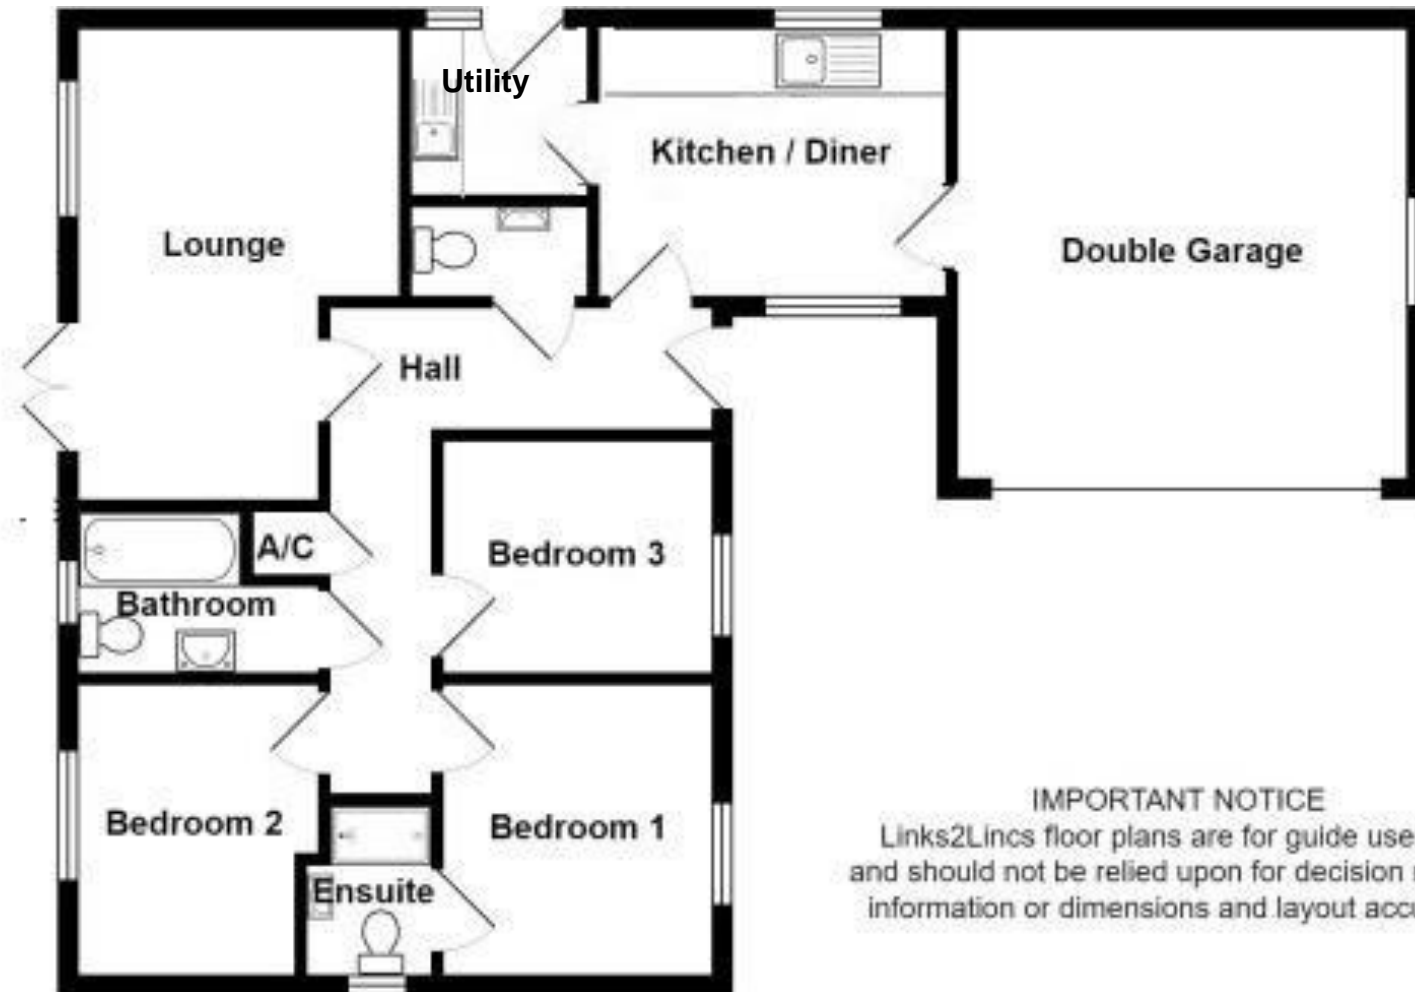 Utility
Kitchen / Diner
Lounge
Double Garage
Hall
A/C
Bedroom 3
Bathroom
Bedroom 2
Bedroom 1
Ensuite
IMPORTANT NOTICE
Links2Lincs floor plans are for guide use
and should not be relied upon for decision
information or dimensions and layout